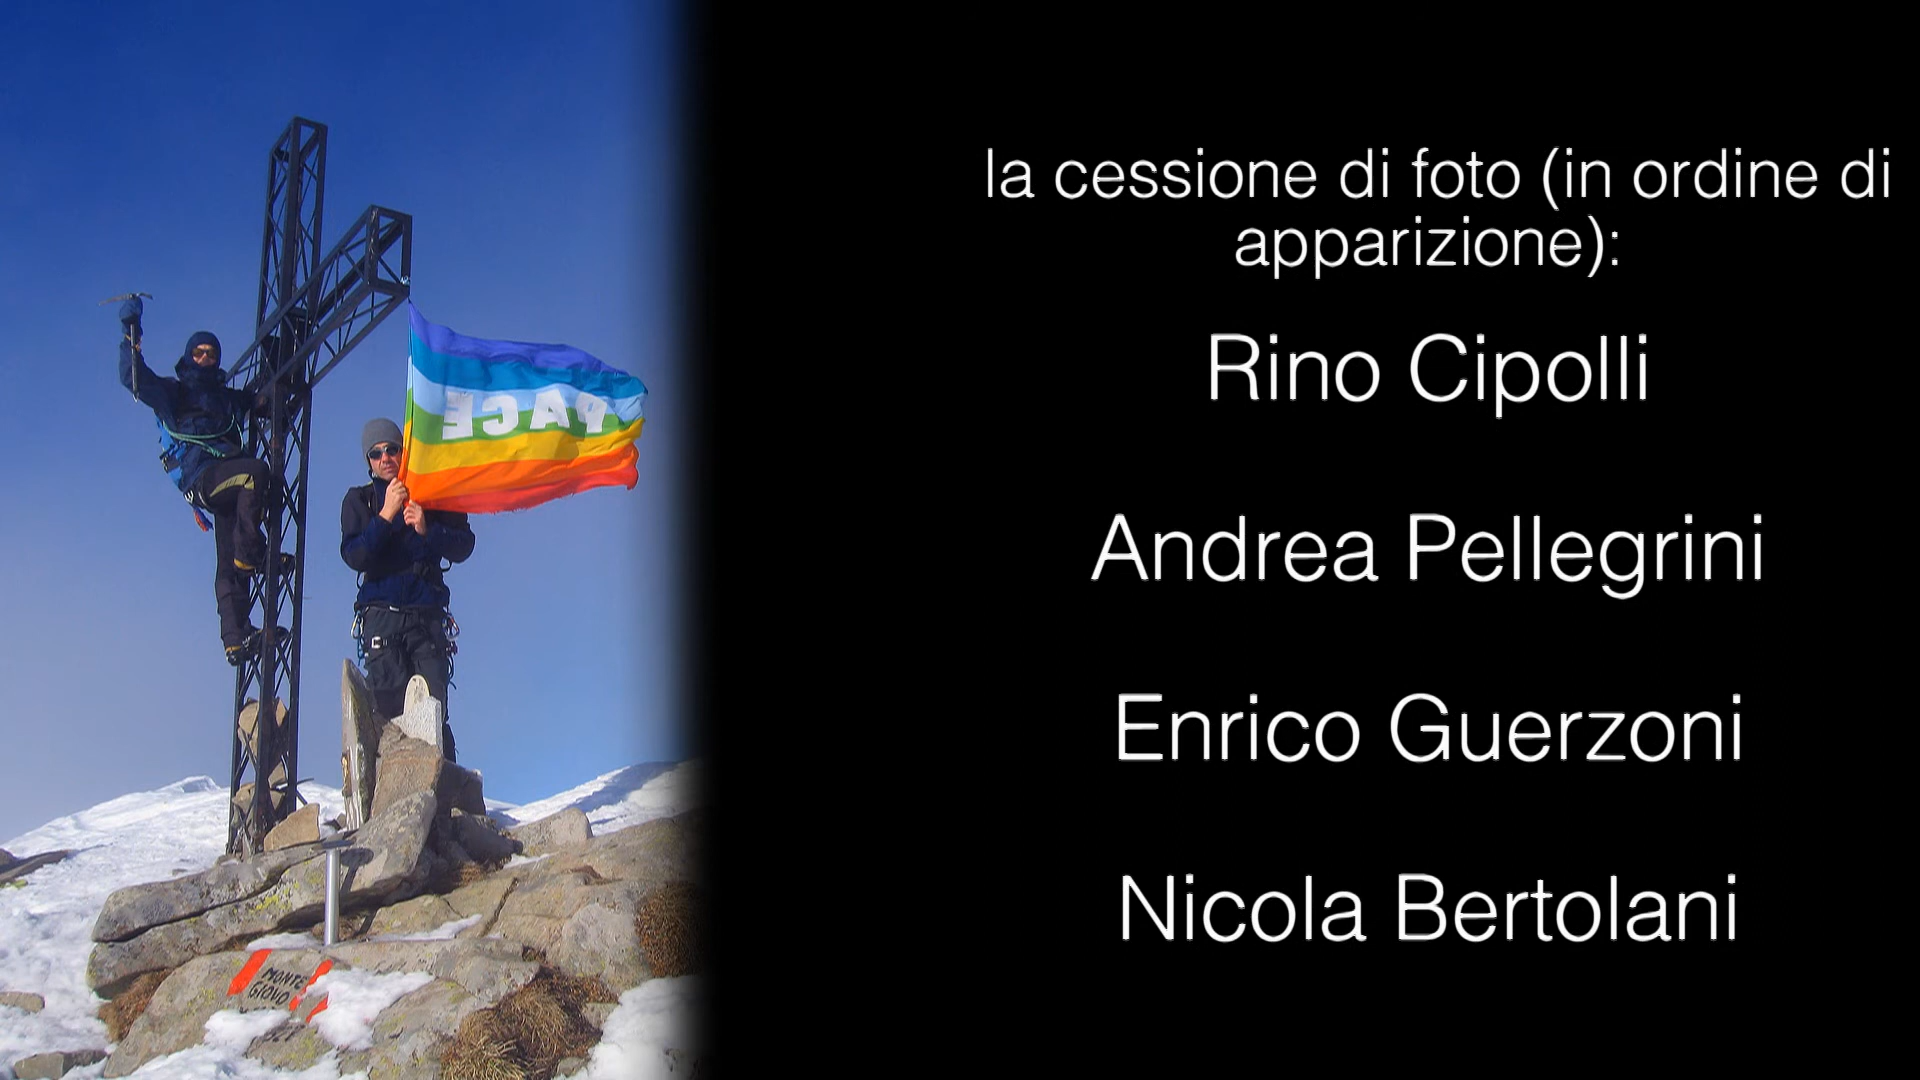 la cessione di foto (in ordine di
apparizione):
Rino Cipolli
Andrea Pellegrini
Enrico Guerzoni
Nicola Bertolani
PACE
MONTE
GIOVO